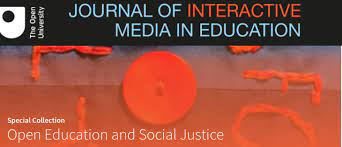 The Open
University
JOURNAL OF INTERACTIVE
MEDIA IN EDUCATION
Special Collection
Open Education and Social Justice